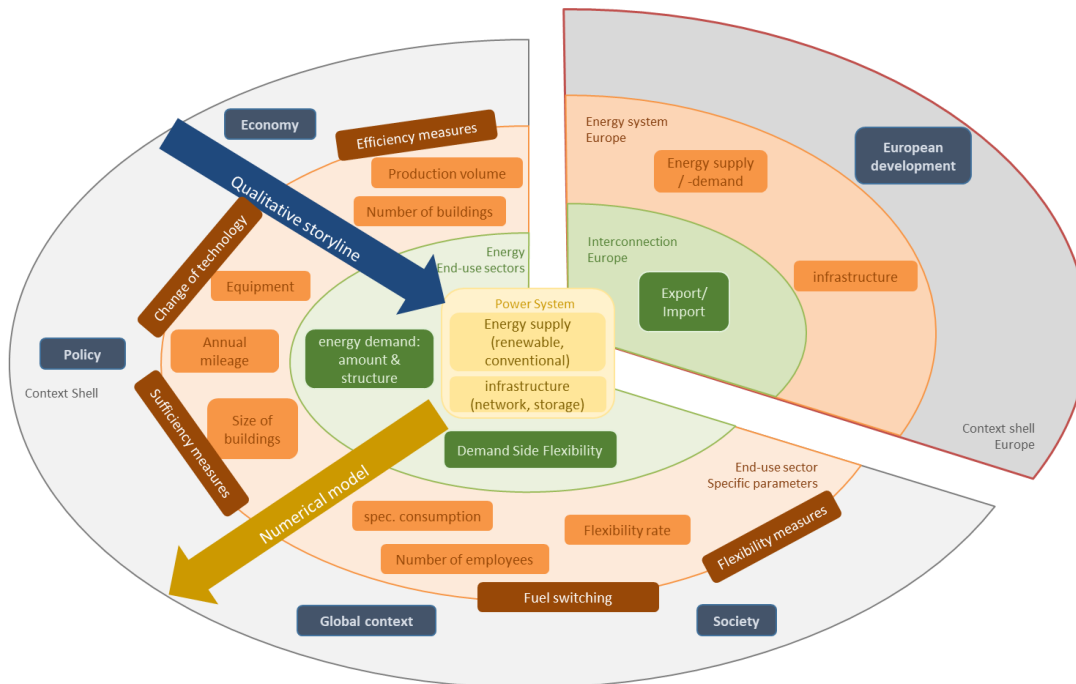 Economy
Efficiency measures
Production volume
Number of buildings
Qualitative storyline
Change of technology
Equipment
Energy
End-use sectors
Power System
Energy supply
(renewable,
conventional)
infrastructure
(network, storage)
energy demand:
amount &
structure
Annual
mileage
Policy
Context Shell
Sufficiency measures
Size of
buildings
Numerical model
Demand Side Flexibility
End-use sector
Specific parameters
spec. consumption
Flexibility rate
Number of employees
Flexibility measures
Fuel switching
Global context
Society
Energy system
Europe
Energy supply
/ -demand
European
development
Interconnection
Europe
infrastructure
Export/
Import
Context shell
Europe